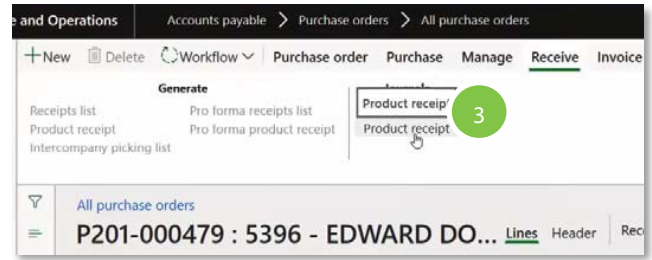 e and Operations Accounts payable > Purchase orders > All purchase orders
+ New Delete Workflow Purchase order Purchase Manage Receive Invoice
Generate
Receipts list Pro forma receipts list Product receipt 3
Product receipt Pro forma product receipt Product receipt
Intercompany picking list
All purchase orders
P201-000479 : 5396 - EDWARD DO... Lines Header Rec